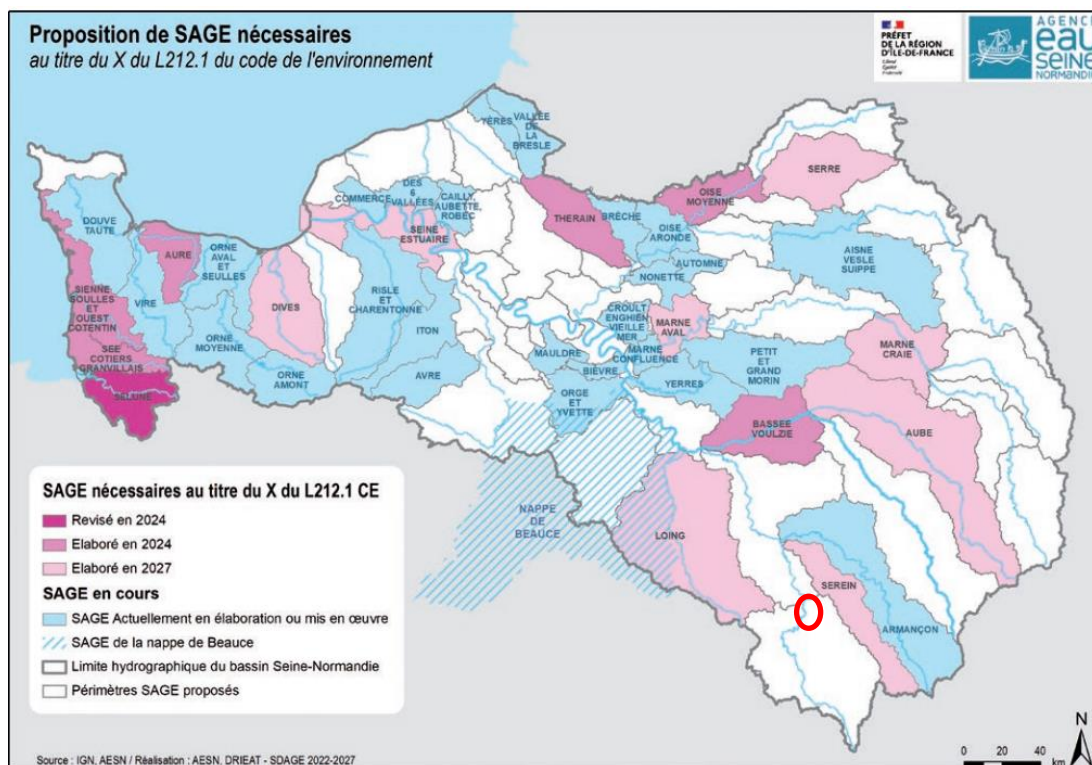 Proposition de SAGE nécessaires
au titre du X du L212.1 du code de l'environnement
PRÉFET
DE LA RÉGION
D'ÎLE-DE-FRANCE
Liberté
Égalité
Fraternité
AGENCE
eau
SEINE
NORMANDIE
YÈRES
VALLÉE
DE
LA
BRESLE
SERRE
OISE
MOYENNE
DOUVE
TAUTE
COMMERCE
DES
6
VALLÉES
CAILLY,
AUBETTE,
ROBEC
SEINE
ESTUAIRE
THERAIN
BRÊCHE
OISE
ARONDE
AUTOMNE
NONETTE
AISNE
VESLE
SUIPPE
AURE
ORNE
AVAL
ET
SEULLES
SIENNE
SOULLES
ET
OUEST
COTENTIN
VIRE
DIVES
RISLE
ET
CHARENTONNE
ITON
CROULT
ENGHIEN
VIEILLE
MER
MARNE
AVAL
MARNE
CRAIE
ORNE
MOYENNE
SEE
COTIERS
GRANVILLAIS
SÉLUNE
ORNE
AMONT
AVRE
MAULDRE
BIÈVRE
MARNE
CONFLUENCE
PETIT
ET
GRAND
MORIN
ORGE
ET
YVETTE
YERRES
BASSEE
VOULZIE
AUBE
NAPPE
DE
BEAUCE
LOING
SEREIN
ARMANÇON
SAGE nécessaires au titre du X du L212.1 CE
Revisé en 2024
Elaboré en 2024
Elaboré en 2027
SAGE en cours
SAGE Actuellement en élaboration ou mis en œuvre
SAGE de la nappe de Beauce
Limite hydrographique du bassin Seine-Normandie
Périmètres SAGE proposés
Source : IGN, AESN / Réalisation : AESN, DRIEAT - SDAGE 2022-2027
N
0 20 40
km